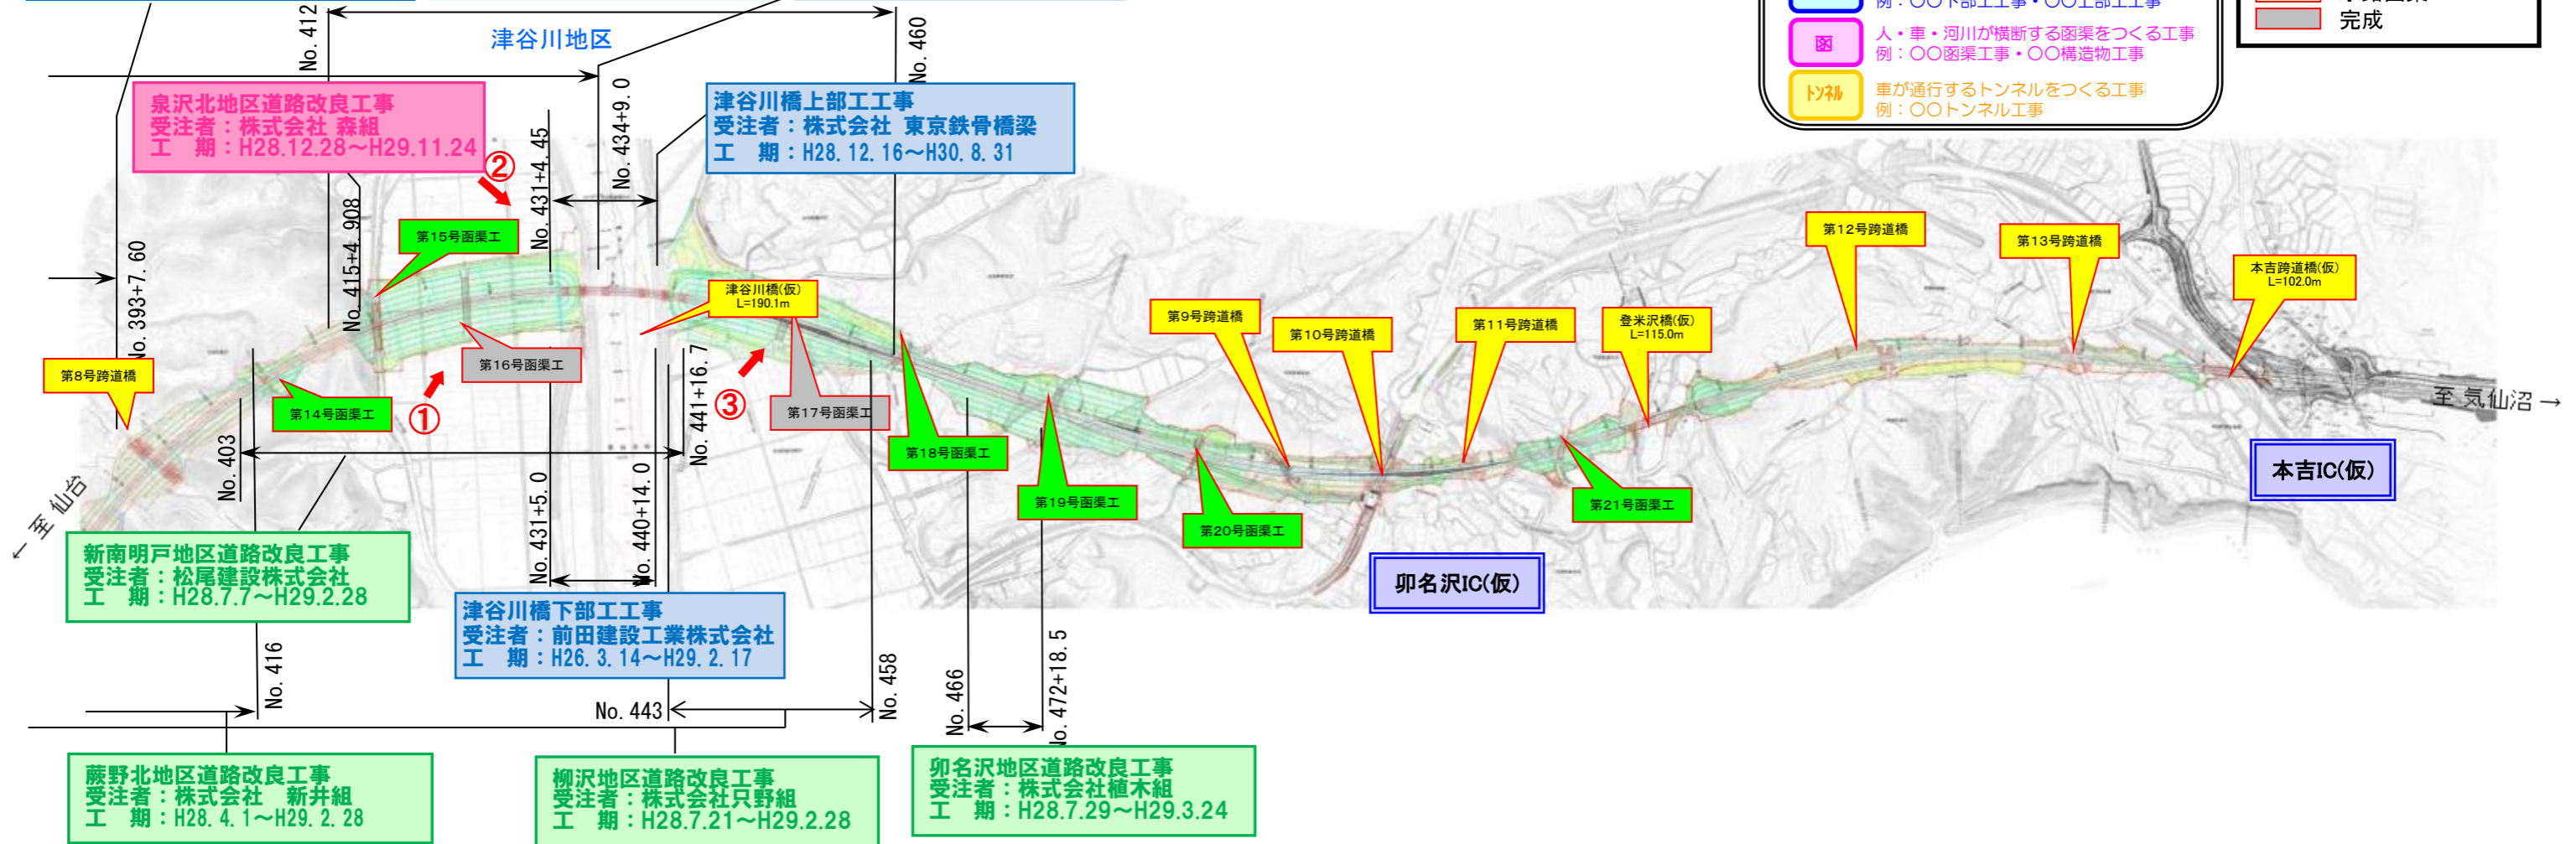 例：〇〇下部工工事・〇〇上部工工事
函
人・車・河川が横断する函渠をつくる工事
例：〇〇函渠工事・〇〇構造物工事
ﾄﾝﾈﾙ
車が通行するトンネルをつくる工事
例：〇〇トンネル工事
完成
No. 412
津谷川地区
No. 460
泉沢北地区道路改良工事
受注者：株式会社 森組
工　期：H28.12.28～H29.11.24
②
No. 431+4. 45
No. 434+9. 0
津谷川橋上部工工事
受注者：株式会社 東京鉄骨橋梁
工　期：H28. 12. 16～H30. 8. 31
No. 393+7. 60
No. 415+4. 908
第15号函渠工
津谷川橋(仮)
L=190.1m
第12号跨道橋
第13号跨道橋
本吉跨道橋(仮)
L=102.0m
第9号跨道橋
第10号跨道橋
第11号跨道橋
登米沢橋(仮)
L=115.0m
第8号跨道橋
第14号函渠工
第16号函渠工
①
③
第17号函渠工
第18号函渠工
第19号函渠工
第20号函渠工
第21号函渠工
至 気仙沼 →
本吉IC(仮)
卯名沢IC(仮)
← 至 仙台
No. 403
No. 441+16. 7
No. 431+5. 0
No. 440+14. 0
新南明戸地区道路改良工事
受注者：松尾建設株式会社
工　期：H28.7.7～H29.2.28
津谷川橋下部工工事
受注者：前田建設工業株式会社
工　期：H26. 3. 14～H29. 2. 17
No. 416
No. 443
No. 458
No. 466
No. 472+18. 5
蕨野北地区道路改良工事
受注者：株式会社　新井組
工　期：H28. 4. 1～H29. 2. 28
柳沢地区道路改良工事
受注者：株式会社只野組
工　期：H28.7.21～H29.2.28
卯名沢地区道路改良工事
受注者：株式会社植木組
工　期：H28.7.29～H29.3.24